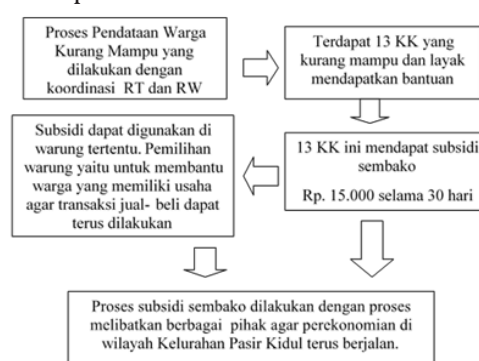 Proses Pendataan Warga
Kurang Mampu yang
dilakukan dengan
koordinasi RT dan RW
Terdapat 13 KK yang
kurang mampu dan layak
mendapatkan bantuan
Subsidi dapat digunakan di
warung tertentu. Pemilihan
warung yaitu untuk membantu
warga yang memiliki usaha
agar transaksi jual- beli dapat
terus dilakukan
13 KK ini mendapat subsidi
sembako
Rp. 15.000 selama 30 hari
Proses subsidi sembako dilakukan dengan proses
melibatkan berbagai pihak agar perekonomian di
wilayah Kelurahan Pasir Kidul terus berjalan.